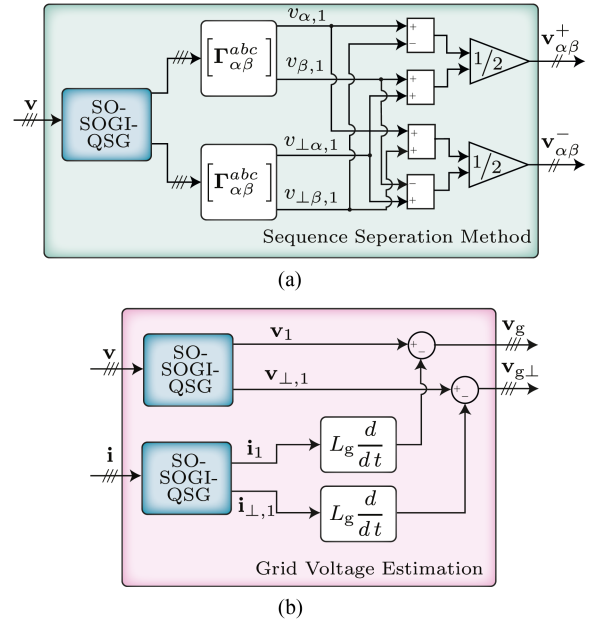 v
SO-
SOGI-
QSG
[Γ^{abc}_{αβ}]
[Γ^{abc}_{αβ}]
v_{α,1}
v_{β,1}
v_{⊥α,1}
v_{⊥β,1}
+
−
+
+
+
+
−
+
1/2
1/2
v^+_{αβ}
v^-_{αβ}
Sequence Seperation Method
(a)
v
SO-
SOGI-
QSG
v_1
v_{⊥,1}
i
SO-
SOGI-
QSG
i_1
i_{⊥,1}
L_g d/dt
L_g d/dt
+
−
+
−
v_g
v_{g⊥}
Grid Voltage Estimation
(b)